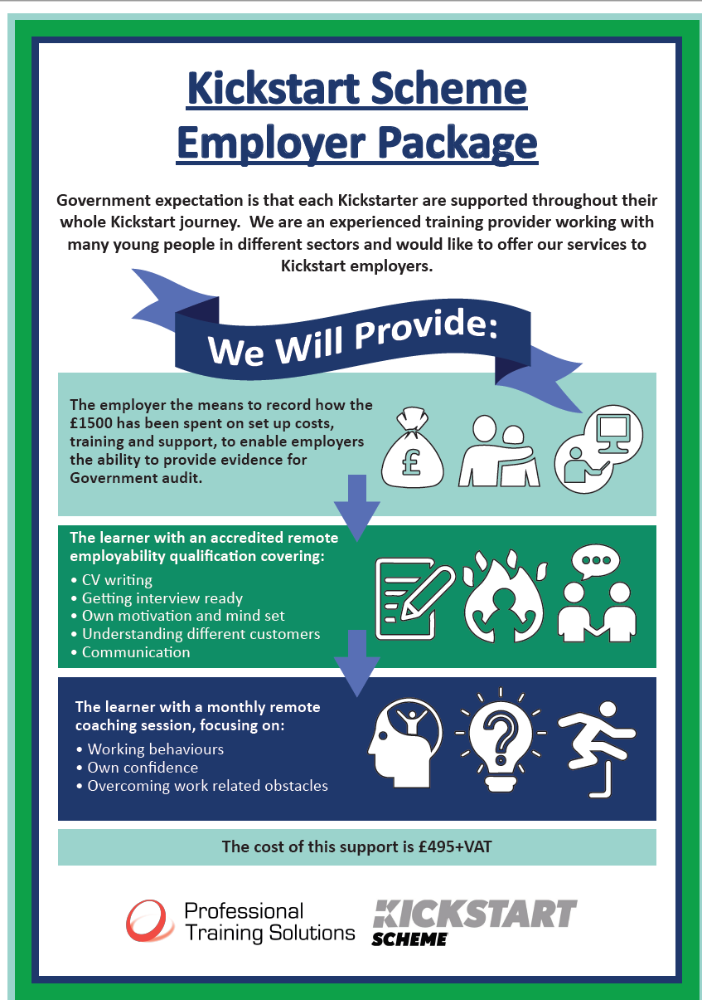 Kickstart Scheme
Employer Package
Government expectation is that each Kickstarter are supported throughout their
whole Kickstart journey.  We are an experienced training provider working with
many young people in different sectors and would like to offer our services to
Kickstart employers.
We Will Provide:
The employer the means to record how the
£1500 has been spent on set up costs,
training and support, to enable employers
the ability to provide evidence for
Government audit.
£
The learner with an accredited remote
employability qualification covering:
• CV writing
• Getting interview ready
• Own motivation and mind set
• Understanding different customers
• Communication
The learner with a monthly remote
coaching session, focusing on:
• Working behaviours
• Own confidence
• Overcoming work related obstacles
?
The cost of this support is £495+VAT
Professional
Training Solutions
KICKSTART
SCHEME